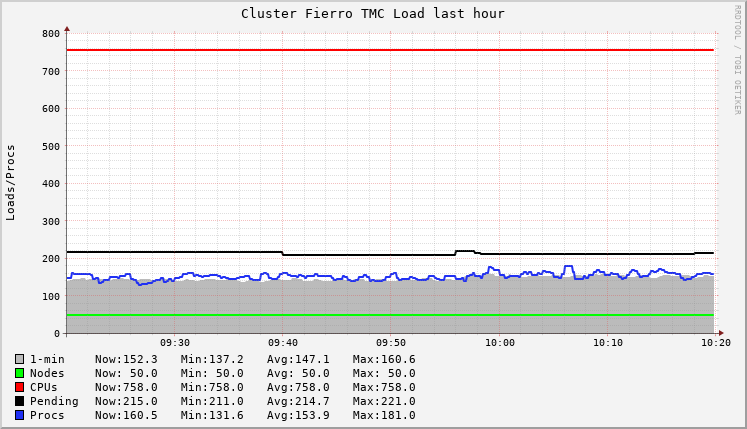 Cluster Fierro TMC Load last hour
RRDTOOL / TOBI OETIKER
Loads/Procs
800
700
600
500
400
300
200
100
0
09:30 09:40 09:50 10:00 10:10 10:20
1-min Now:152.3 Min:137.2 Avg:147.1 Max:160.6
Nodes Now: 50.0 Min: 50.0 Avg: 50.0 Max: 50.0
CPUs Now:758.0 Min:758.0 Avg:758.0 Max:758.0
Pending Now:215.0 Min:211.0 Avg:214.7 Max:221.0
Procs Now:160.5 Min:131.6 Avg:153.9 Max:181.0